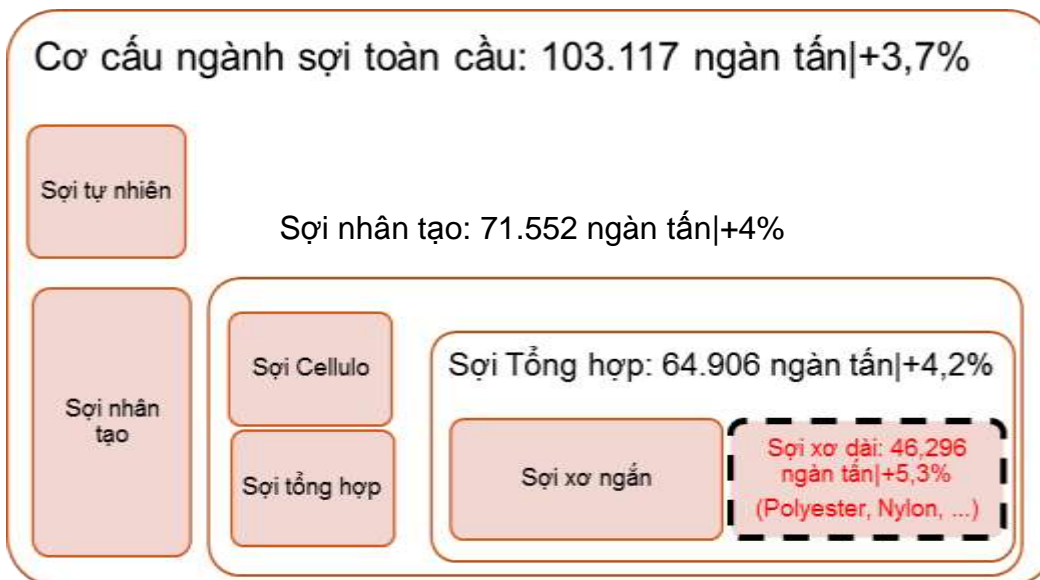 Cơ cấu ngành sợi toàn cầu: 103.117 ngàn tấn|+3,7%
Sợi tự nhiên
Sợi nhân tạo: 71.552 ngàn tấn|+4%
Sợi nhân
tạo
Sợi Cellulo
Sợi tổng hợp
Sợi Tổng hợp: 64.906 ngàn tấn|+4,2%
Sợi xơ ngắn
Sợi xơ dài: 46,296
ngàn tấn|+5,3%
(Polyester, Nylon, ...)